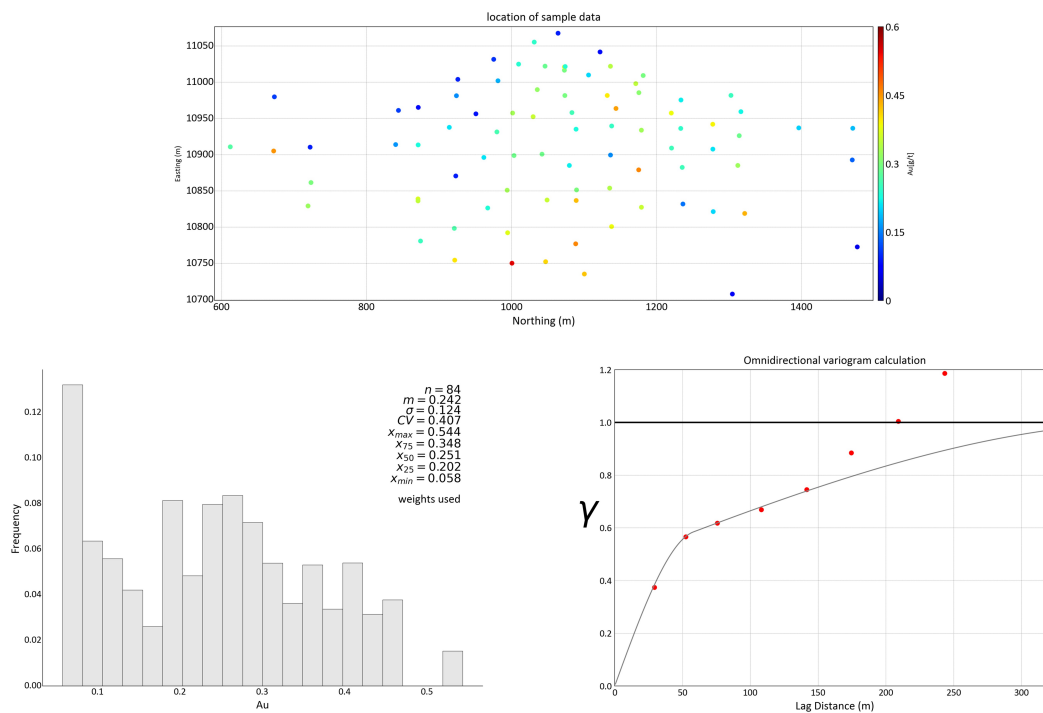 location of sample data
11050
11000
10950
10900
10850
10800
10750
10700
Easting (m)
600
800
1000
1200
1400
Northing (m)
0.6
0.45
0.3
0.15
0
Au[g/t]
0.12
0.10
0.08
0.06
0.04
0.02
0.00
Frequency
0.1
0.2
0.3
0.4
0.5
Au
n = 84
m = 0.242
σ = 0.124
CV = 0.407
xmax = 0.544
x75 = 0.348
x50 = 0.251
x25 = 0.202
xmin = 0.058
weights used
Omnidirectional variogram calculation
1.2
1.0
0.8
0.6
0.4
0.2
0.0
γ
0
50
100
150
200
250
300
Lag Distance (m)